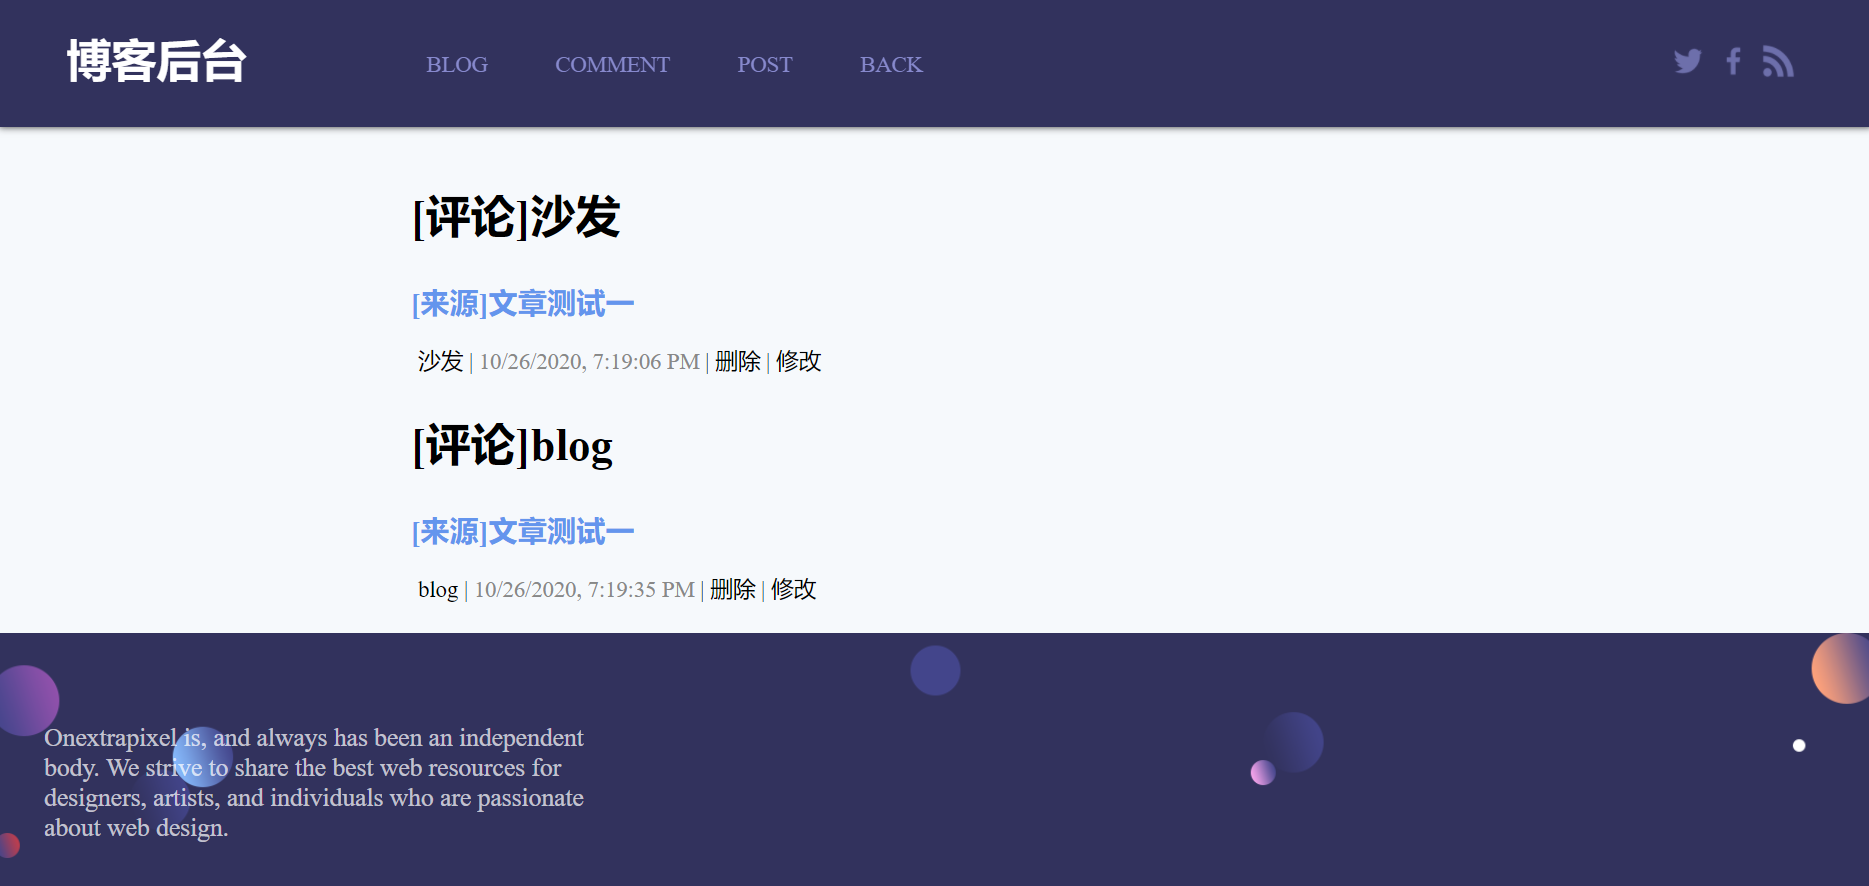 博客后台 BLOG COMMENT POST BACK
[评论]沙发
[来源]文章测试一
沙发 | 10/26/2020, 7:19:06 PM | 删除 | 修改
[评论]blog
[来源]文章测试一
blog | 10/26/2020, 7:19:35 PM | 删除 | 修改
Onextrapixel is, and always has been an independent
body. We strive to share the best web resources for
designers, artists, and individuals who are passionate
about web design.